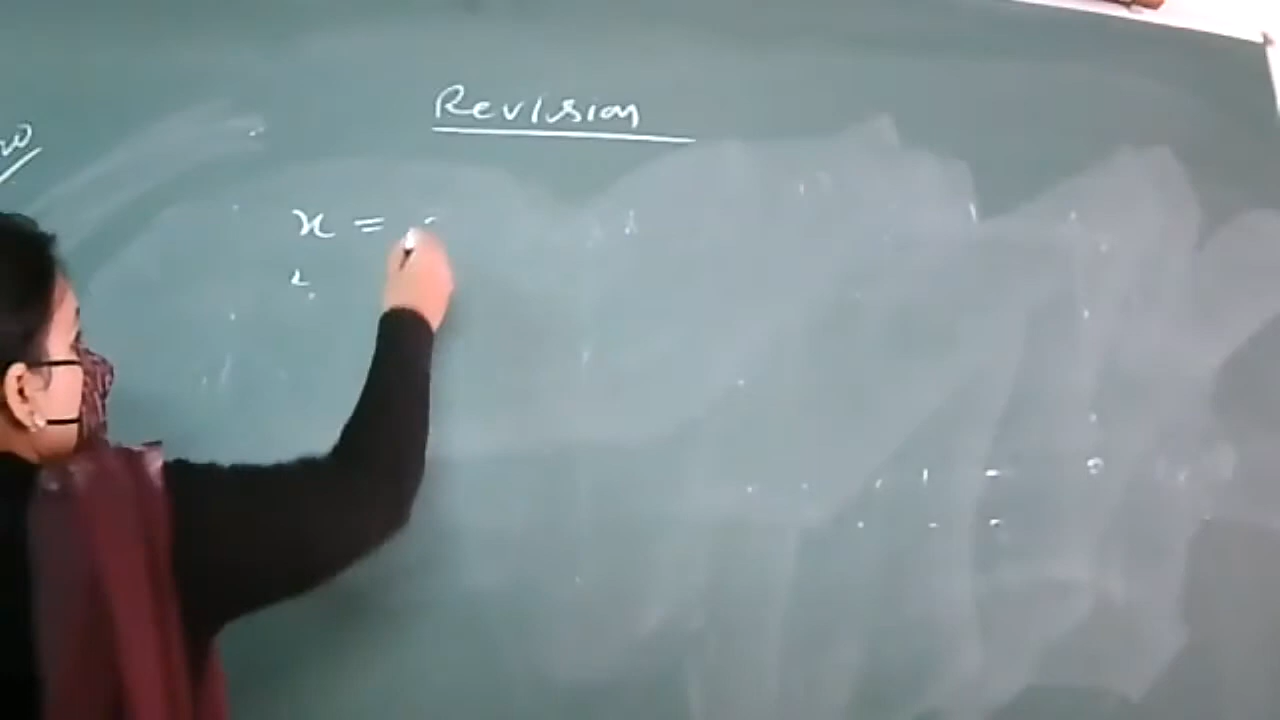 Revision
x =